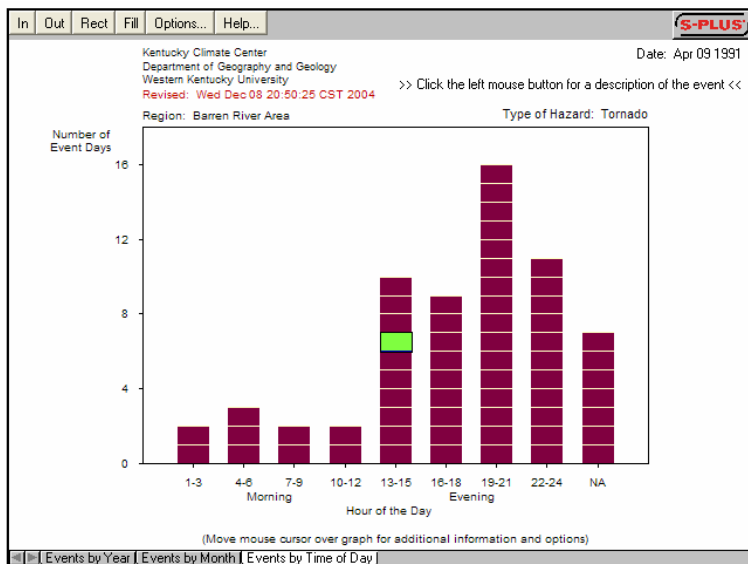 In Out Rect Fill Options... Help...
S-PLUS
Kentucky Climate Center
Date: Apr 09 1991
Department of Geography and Geology
Western Kentucky University
>> Click the left mouse button for a description of the event <<
Revised: Wed Dec 08 20:50:25 CST 2004
Region: Barren River Area
Type of Hazard: Tornado
Number of
Event Days
16
12
8
4
0
1-3 4-6 7-9 10-12 13-15 16-18 19-21 22-24 NA
Morning Evening
Hour of the Day
(Move mouse cursor over graph for additional information and options)
Events by Year Events by Month Events by Time of Day